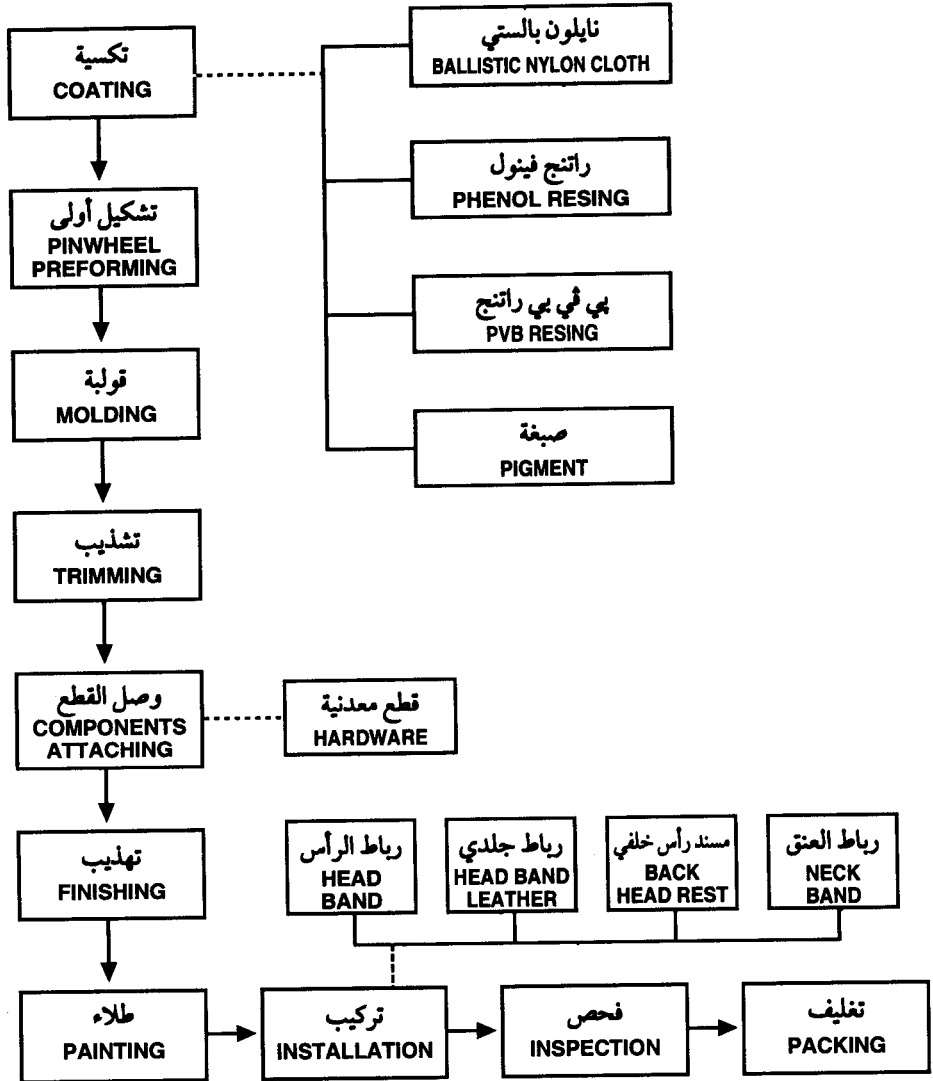 تكسية
COATING
نايلون بالستي
BALLISTIC NYLON CLOTH
راتنج فينول
PHENOL RESING
پي ڤي بي راتنج
PVB RESING
صبغة
PIGMENT
تشكيل أولى
PINWHEEL
PREFORMING
قولبة
MOLDING
تشذيب
TRIMMING
وصل القطع
COMPONENTS
ATTACHING
قطع معدنية
HARDWARE
تهذيب
FINISHING
رباط الرأس
HEAD
BAND
رباط جلدي
HEAD BAND
LEATHER
مسند رأس خلفي
BACK
HEAD REST
رباط العنق
NECK
BAND
طلاء
PAINTING
تركيب
INSTALLATION
فحص
INSPECTION
تغليف
PACKING